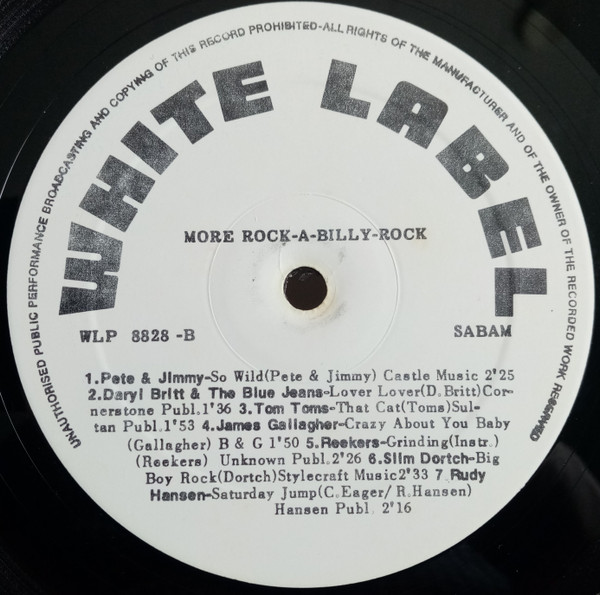 UNAUTHORISED PUBLIC PERFORMANCE BROADCASTING AND COPYING OF THIS RECORD PROHIBITED-ALL RIGHTS OF THE MANUFACTURER AND OF THE OWNER OF THE RECORDED WORK RESERVED
WHITE LABEL
MORE ROCK-A-BILLY-ROCK
WLP 8828 -B
SABAM
1.Pete & Jimmy-So Wild(Pete & Jimmy) Castle Music 2'25
2.Daryl Britt & The Blue Jeans-Lover Lover(D.Britt)Cor-
nerstone Publ.1'36 3.Tom Toms-That Cat(Toms)Sul-
tan Publ.1'53 4.James Gallagher-Crazy About You Baby
(Gallagher) B & G 1'50 5.Reekers-Grinding(Instr.)
(Reekers) Unknown Publ.2'26 6.Slim Dortch-Big
Boy Rock(Dortch)Stylecraft Music2'33 7.Rudy
Hansen-Saturday Jump(C.Eager/R.Hansen)
Hansen Publ. 2'16